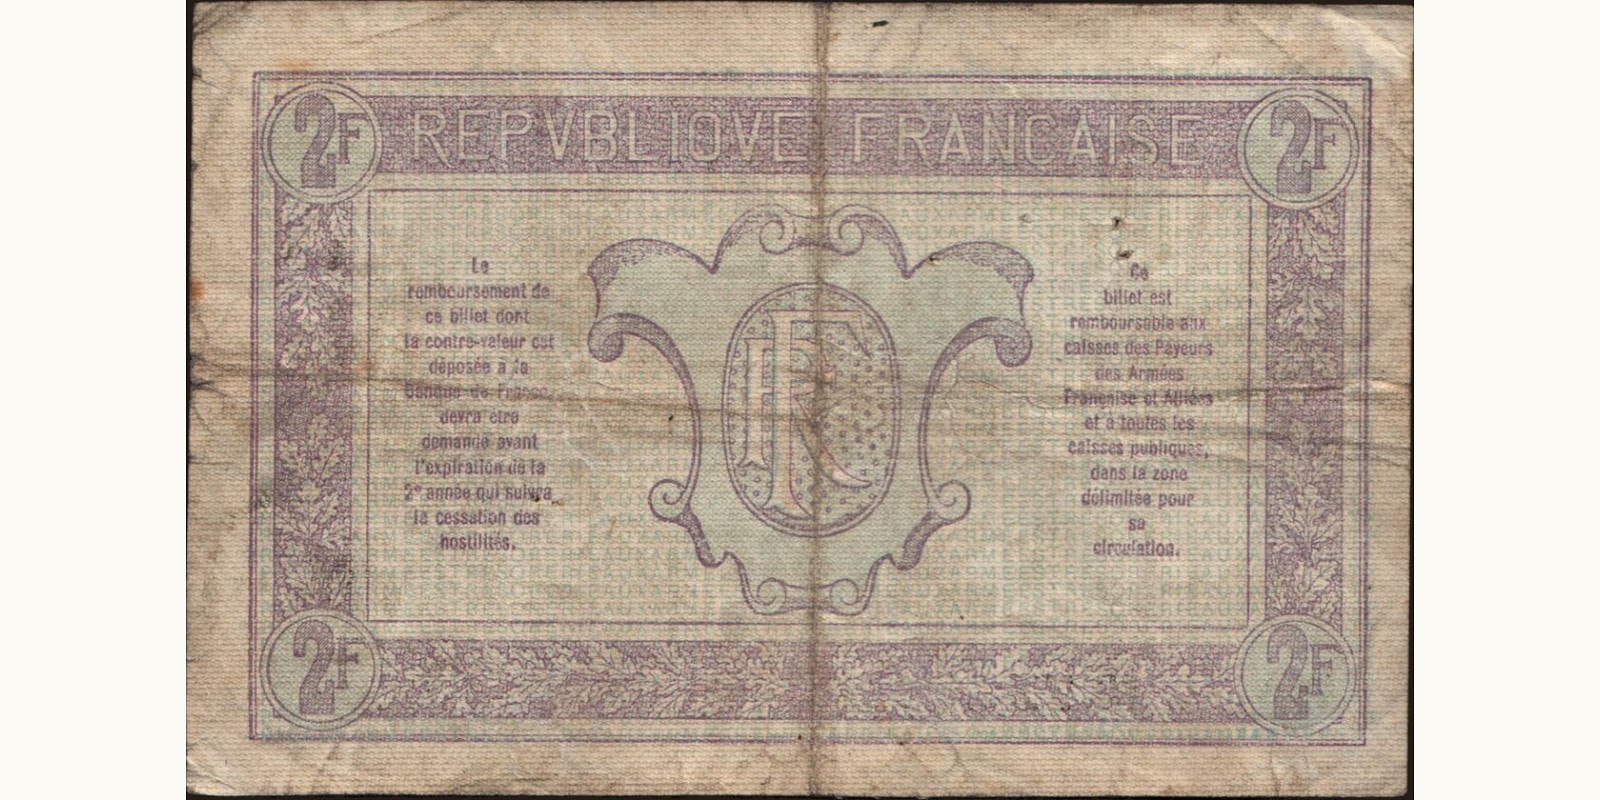 2F REPVBLIQVE FRANÇAISE 2F
Le
remboursement de
ce billet dont
la contre-valeur est
déposée à la
Banque de France
devra être
demandé avant
l'expiration de la
2e année qui suivra
la cessation des
hostilités.
RF
Ce
billet est
remboursable aux
caisses des Payeurs
des Armées
Française et Alliées
et à toutes les
caisses publiques,
dans la zone
délimitée pour
sa
circulation.
2F 2F